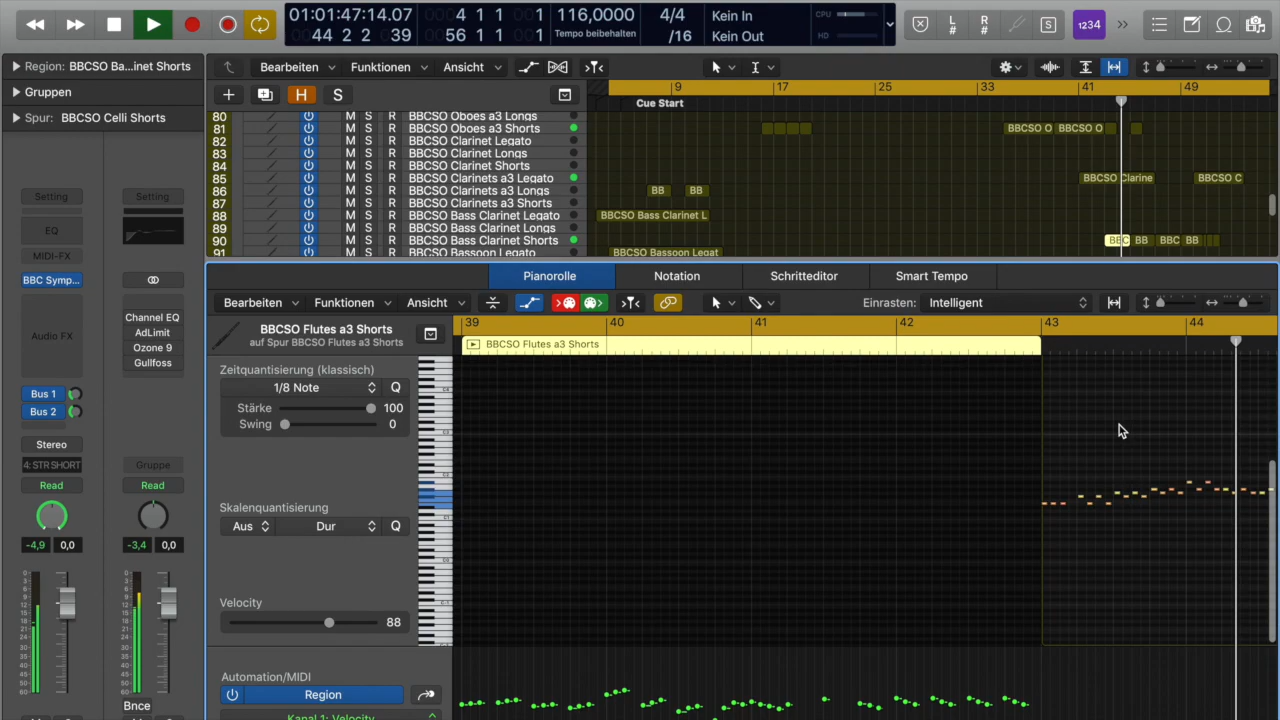 01:01:47:14.07
4 1 1 1
116,0000
4/4
Kein In
CPU
44 2 2 39
56 1 1 1
Tempo beibehalten
/16
Kein Out
HD
L
R
S
1234
Region: BBCSO Ba...inet Shorts
Gruppen
Spur: BBCSO Celli Shorts
Bearbeiten
Funktionen
Ansicht
H
S
9
17
25
33
41
49
Cue Start
80 M S R BBCSO Oboes a3 Longs
81 M S R BBCSO Oboes a3 Shorts
BBCSO O
BBCSO O
82 M S R BBCSO Clarinet Legato
83 M S R BBCSO Clarinet Longs
84 M S R BBCSO Clarinet Shorts
85 M S R BBCSO Clarinets a3 Legato
BBCSO Clarine
BBCSO C
86 M S R BBCSO Clarinets a3 Longs
BB
BB
87 M S R BBCSO Clarinets a3 Shorts
88 M S R BBCSO Bass Clarinet Legato
BBCSO Bass Clarinet L
89 M S R BBCSO Bass Clarinet Longs
90 M S R BBCSO Bass Clarinet Shorts
BBC
BB
BBC
BB
91 M S R BBCSO Bassoon Legato
BBCSO Bassoon Legat
Setting
Setting
EQ
MIDI-FX
BBC Symp...
Audio FX
Channel EQ
AdLimit
Ozone 9
Gullfoss
Bus 1
Bus 2
Stereo
4: STR SHORT
Gruppe
Read
Read
-4,9
0,0
-3,4
0,0
Bnce
Pianorolle
Notation
Schritteditor
Smart Tempo
Bearbeiten
Funktionen
Ansicht
Einrasten:
Intelligent
BBCSO Flutes a3 Shorts
auf Spur BBCSO Flutes a3 Shorts
39
40
41
42
43
44
BBCSO Flutes a3 Shorts
Zeitquantisierung (klassisch)
1/8 Note
Q
Stärke
100
Swing
0
Skalenquantisierung
Aus
Dur
Q
Velocity
88
Automation/MIDI
Region
Kanal 1: Velocity